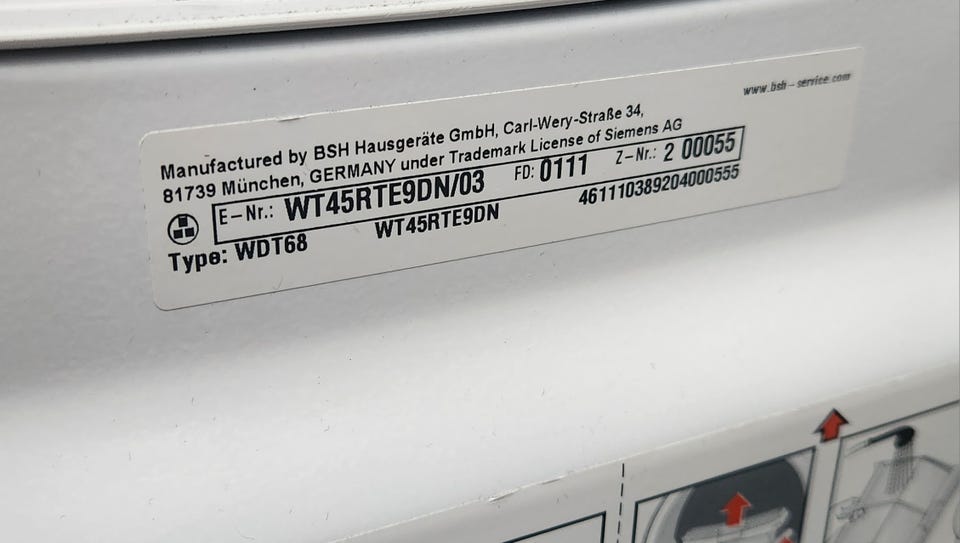 www.bsh-service.com
Manufactured by BSH Hausgeräte GmbH, Carl-Wery-Straße 34,
81739 München, GERMANY under Trademark License of Siemens AG
E-Nr.: WT45RTE9DN/03 FD: 0111 Z-Nr.: 2 00055
Type: WDT68 WT45RTE9DN 461110389204000555